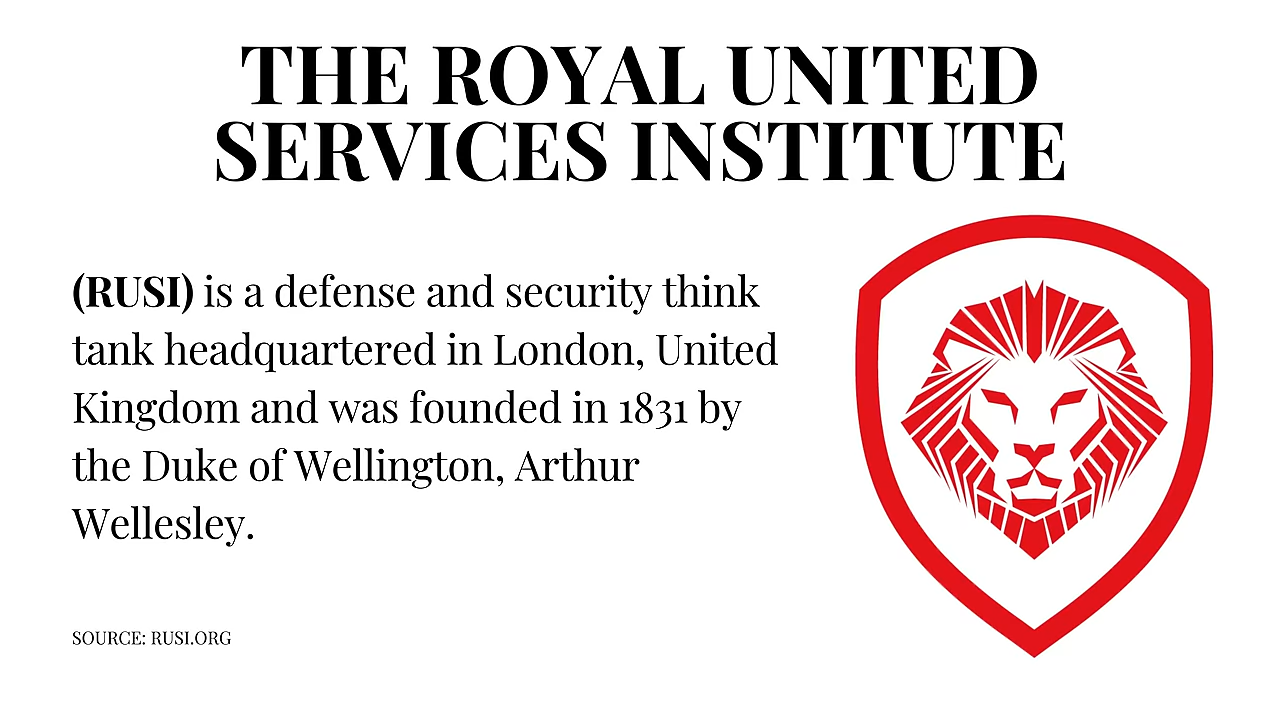 THE ROYAL UNITED
SERVICES INSTITUTE
(RUSI) is a defense and security think
tank headquartered in London, United
Kingdom and was founded in 1831 by
the Duke of Wellington, Arthur
Wellesley.
SOURCE: RUSI.ORG